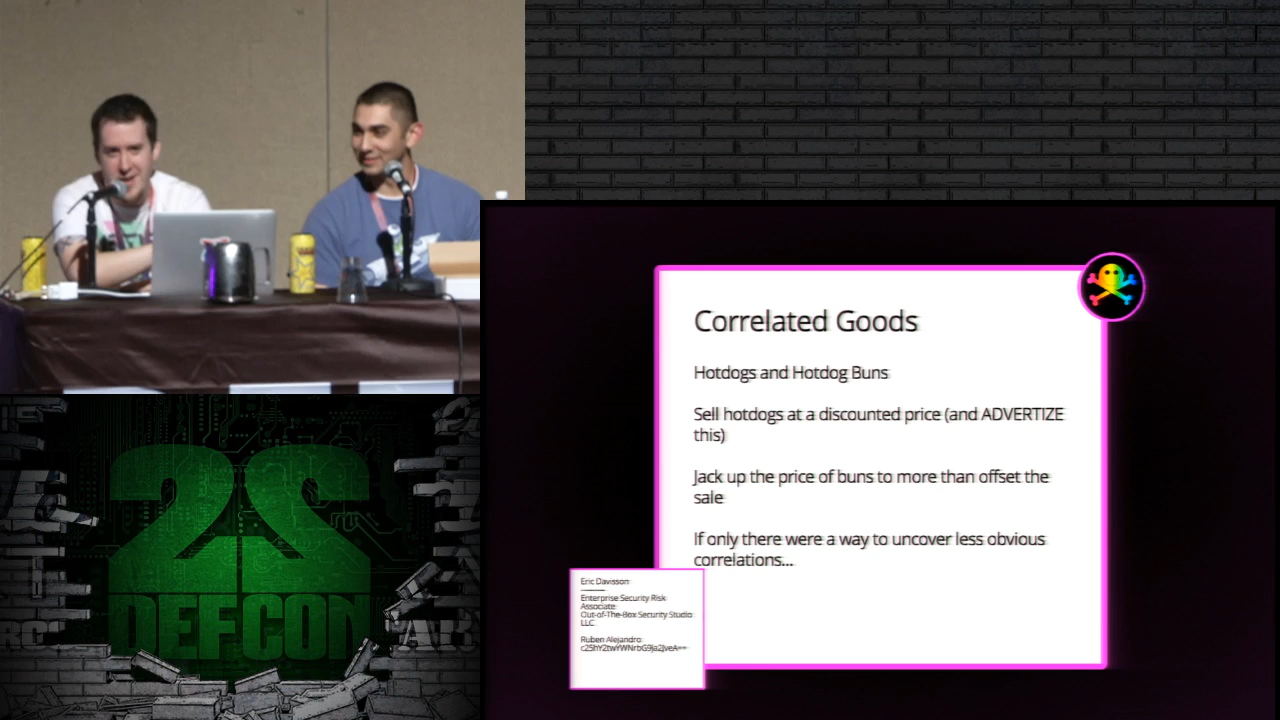 Correlated Goods
Hotdogs and Hotdog Buns
Sell hotdogs at a discounted price (and ADVERTIZE
this)
Jack up the price of buns to more than offset the
sale
If only there were a way to uncover less obvious
correlations...
Eric Davisson
Enterprise Security Risk
Associate
Out-of-The-Box Security Studio
LLC
Ruben Alejandro
22
DEFCON